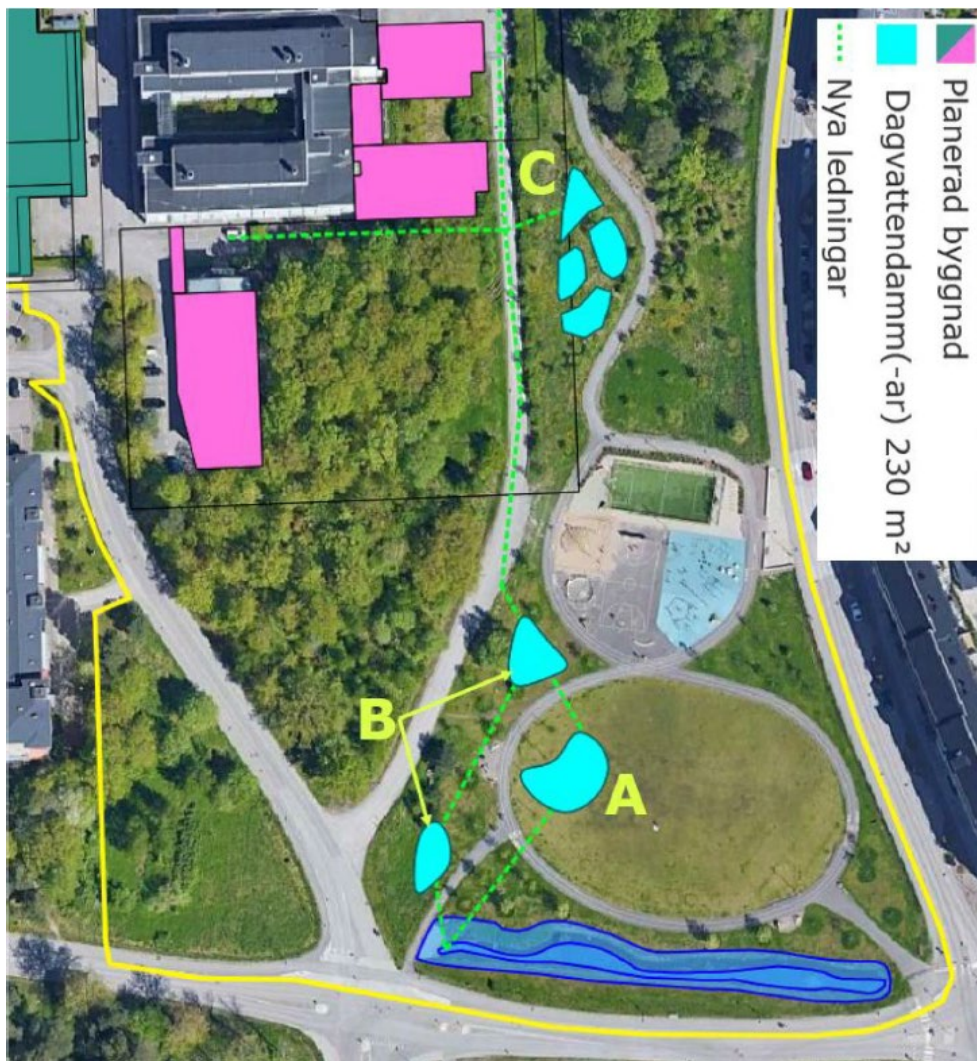 Planerad byggnad
Dagvattendamm(-ar) 230 m²
Nya ledningar
C
B
A